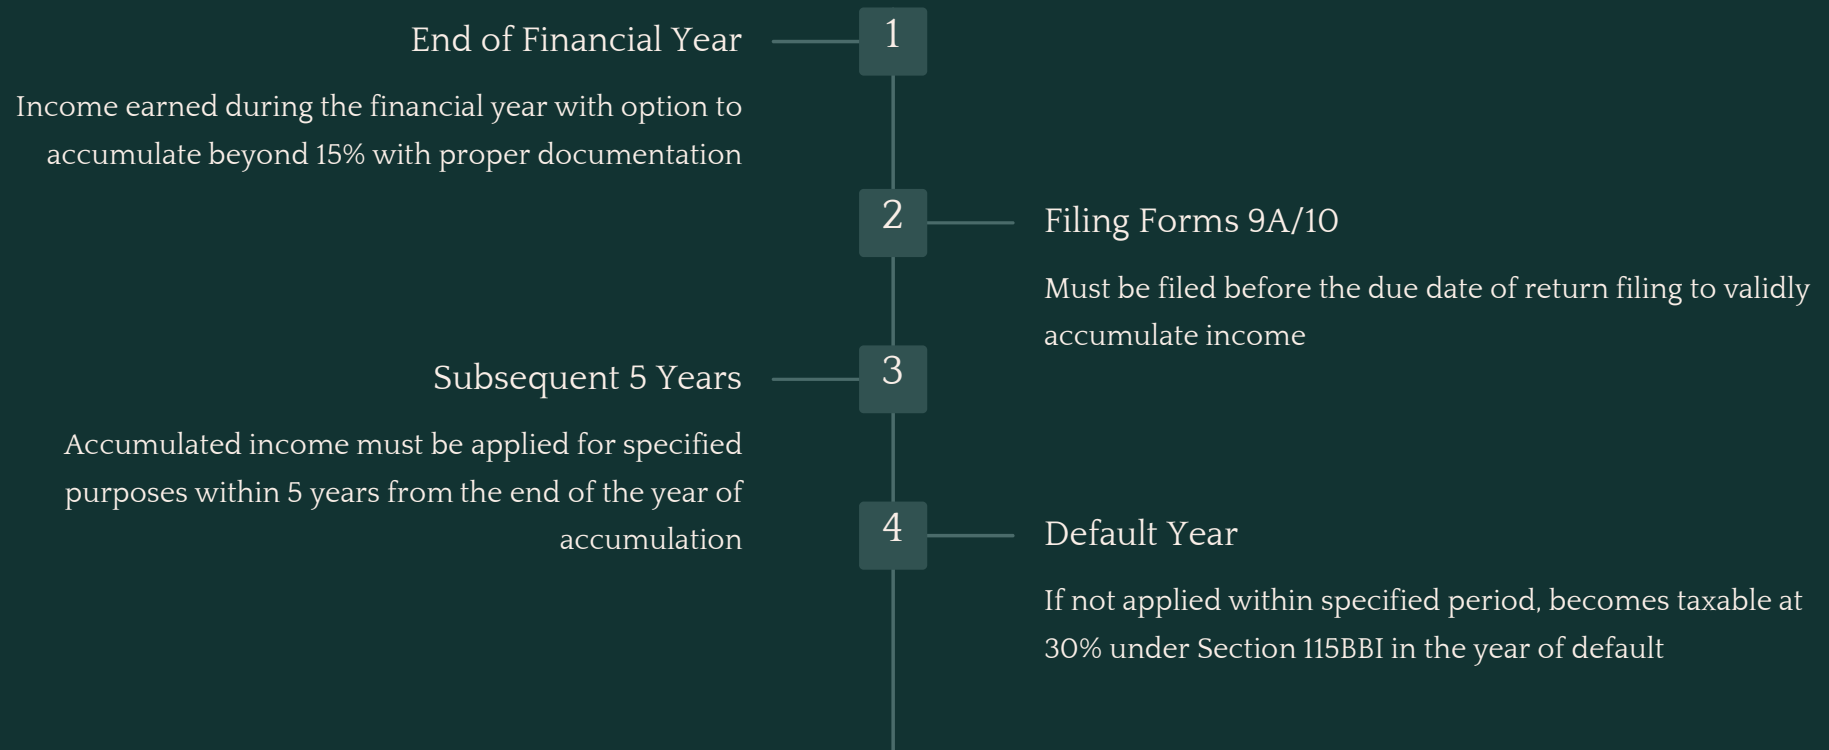 1
End of Financial Year
Income earned during the financial year with option to
accumulate beyond 15% with proper documentation
2
Filing Forms 9A/10
Must be filed before the due date of return filing to validly
accumulate income
3
Subsequent 5 Years
Accumulated income must be applied for specified
purposes within 5 years from the end of the year of
accumulation
4
Default Year
If not applied within specified period, becomes taxable at
30% under Section 115BBI in the year of default